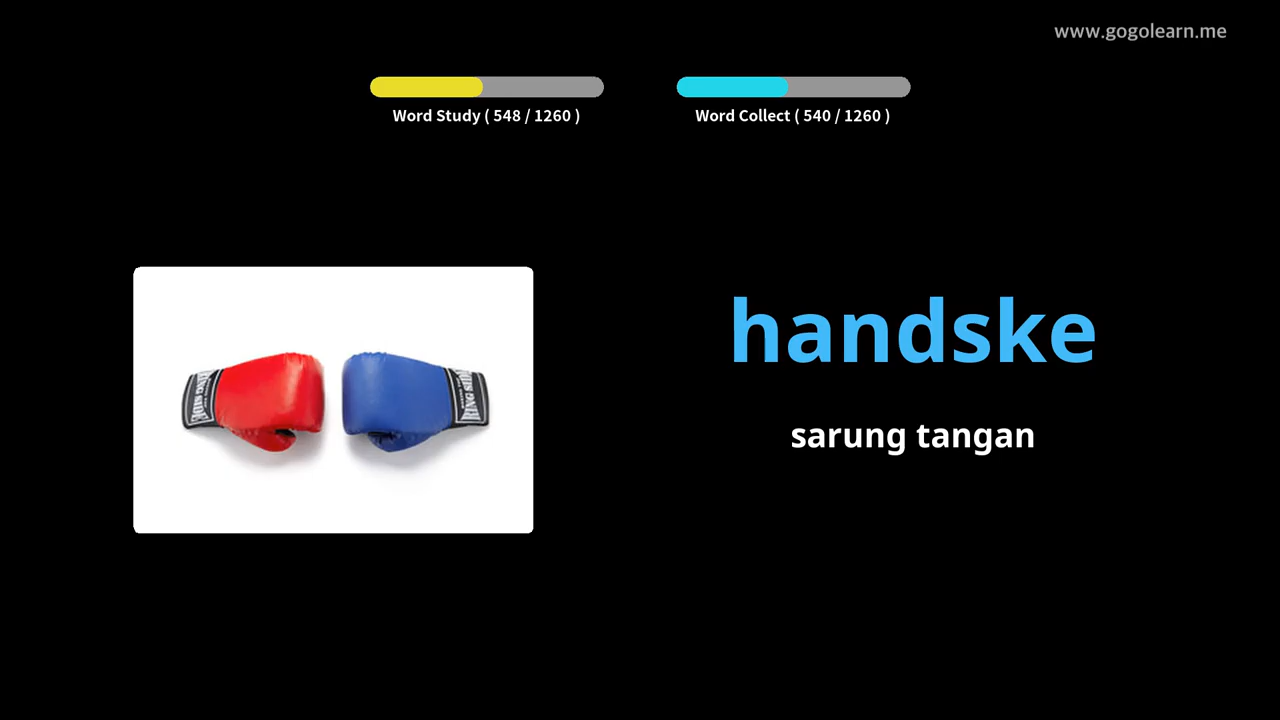 www.gogolearn.me
Word Study ( 548 / 1260 )
Word Collect ( 540 / 1260 )
handske
sarung tangan